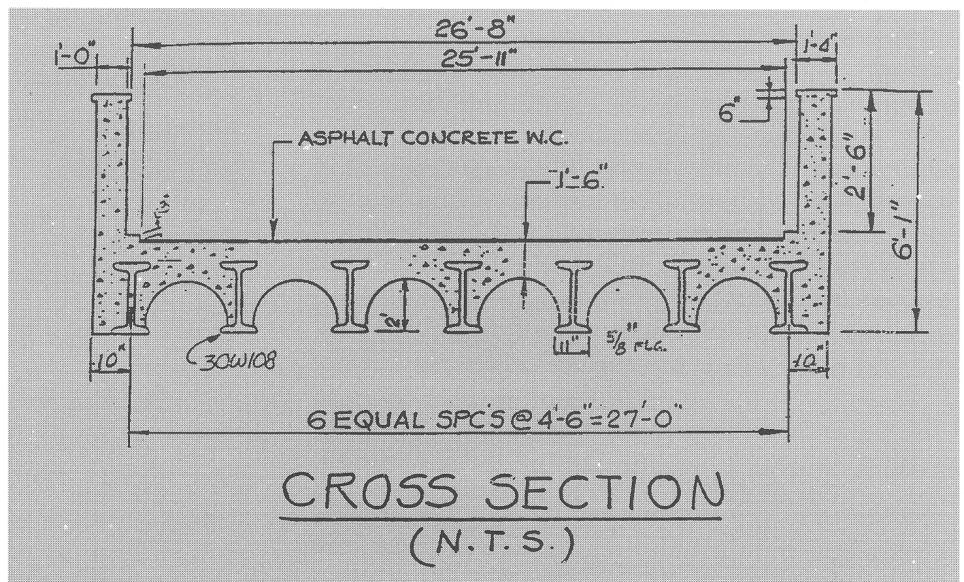 26'-8"
25'-11"
1'-0"
1'-4"
6"
ASPHALT CONCRETE W.C.
1'-6"
2'-6"
6'-1"
2'
10"
30W108
11"
5/8" FLG.
10"
6 EQUAL SPC'S @ 4'-6" = 27'-0"
CROSS SECTION
(N.T.S.)